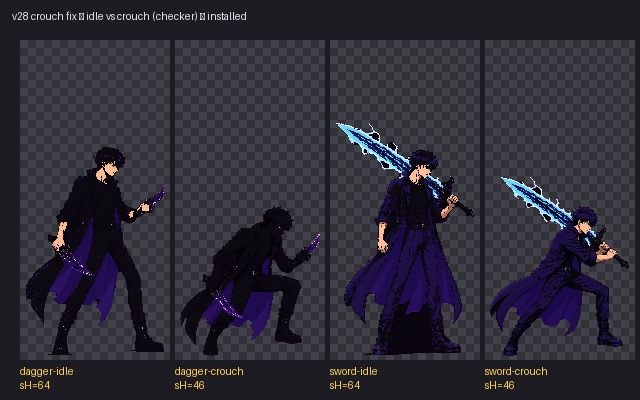 v28 crouch fix ▯ idle vs crouch (checker) ▯ installed
dagger-idle
sH=64
dagger-crouch
sH=46
sword-idle
sH=64
sword-crouch
sH=46